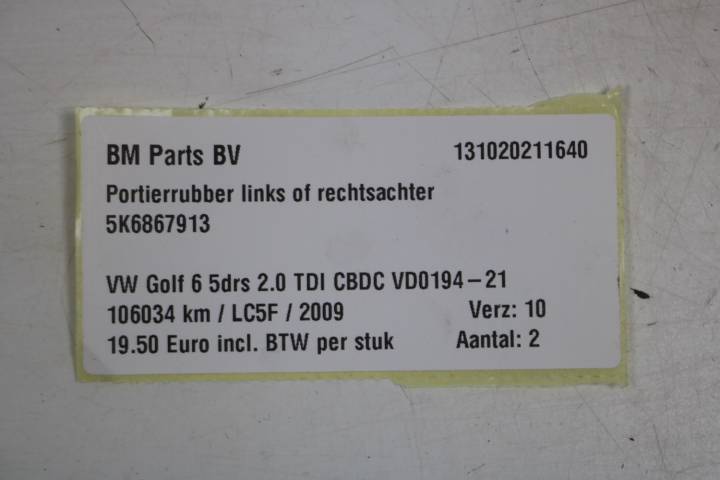 BM Parts BV 131020211640
Portierrubber links of rechtsachter
5K6867913
VW Golf 6 5drs 2.0 TDI CBDC VD0194-21
106034 km / LC5F / 2009 Verz: 10
19.50 Euro incl. BTW per stuk Aantal: 2